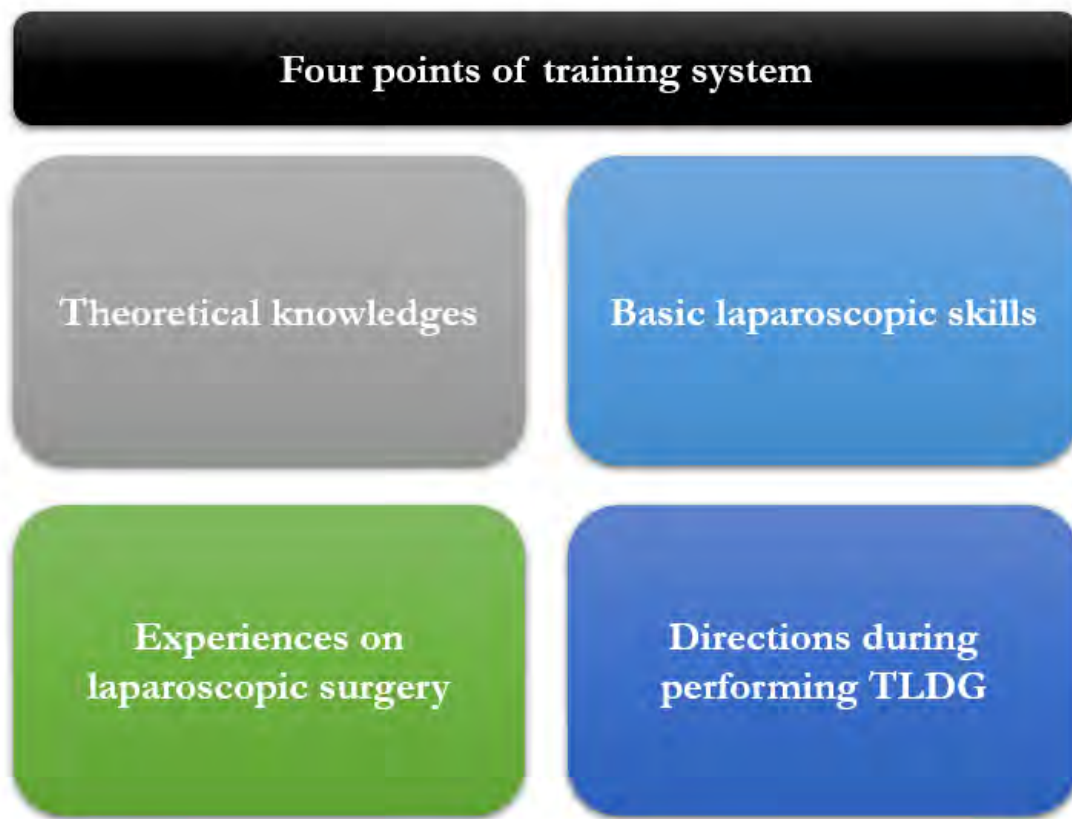 Four points of training system
Theoretical knowledges
Basic laparoscopic skills
Experiences on
laparoscopic surgery
Directions during
performing TLDG